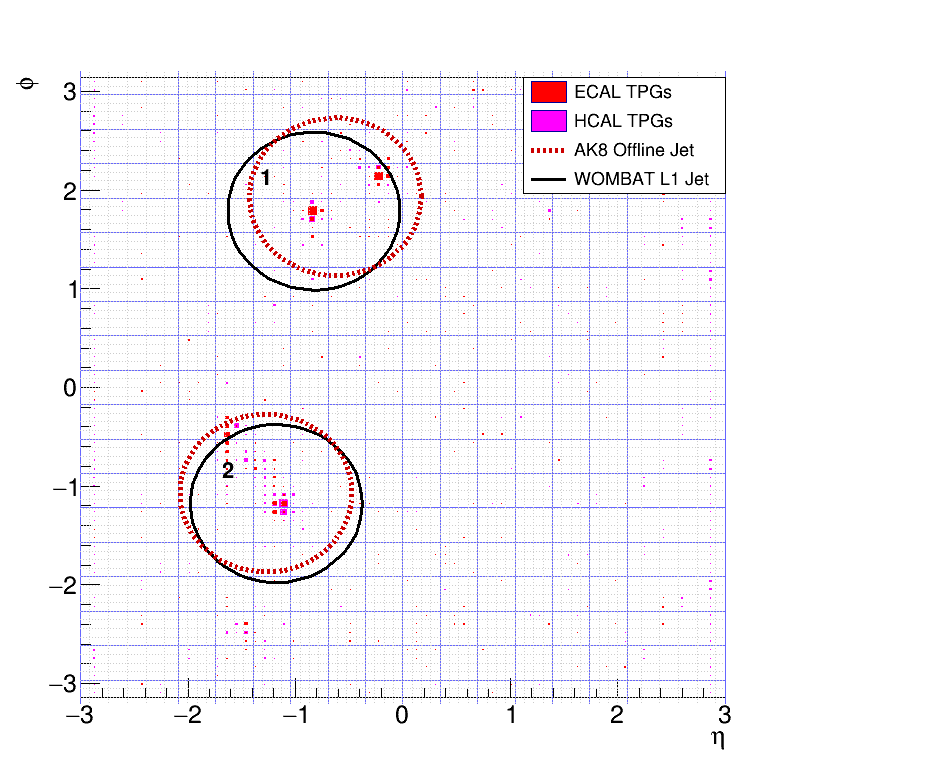 φ
3
2
1
0
−1
−2
−3
ECAL TPGs
HCAL TPGs
AK8 Offline Jet
WOMBAT L1 Jet
1
2
−3 −2 −1 0 1 2 3
η